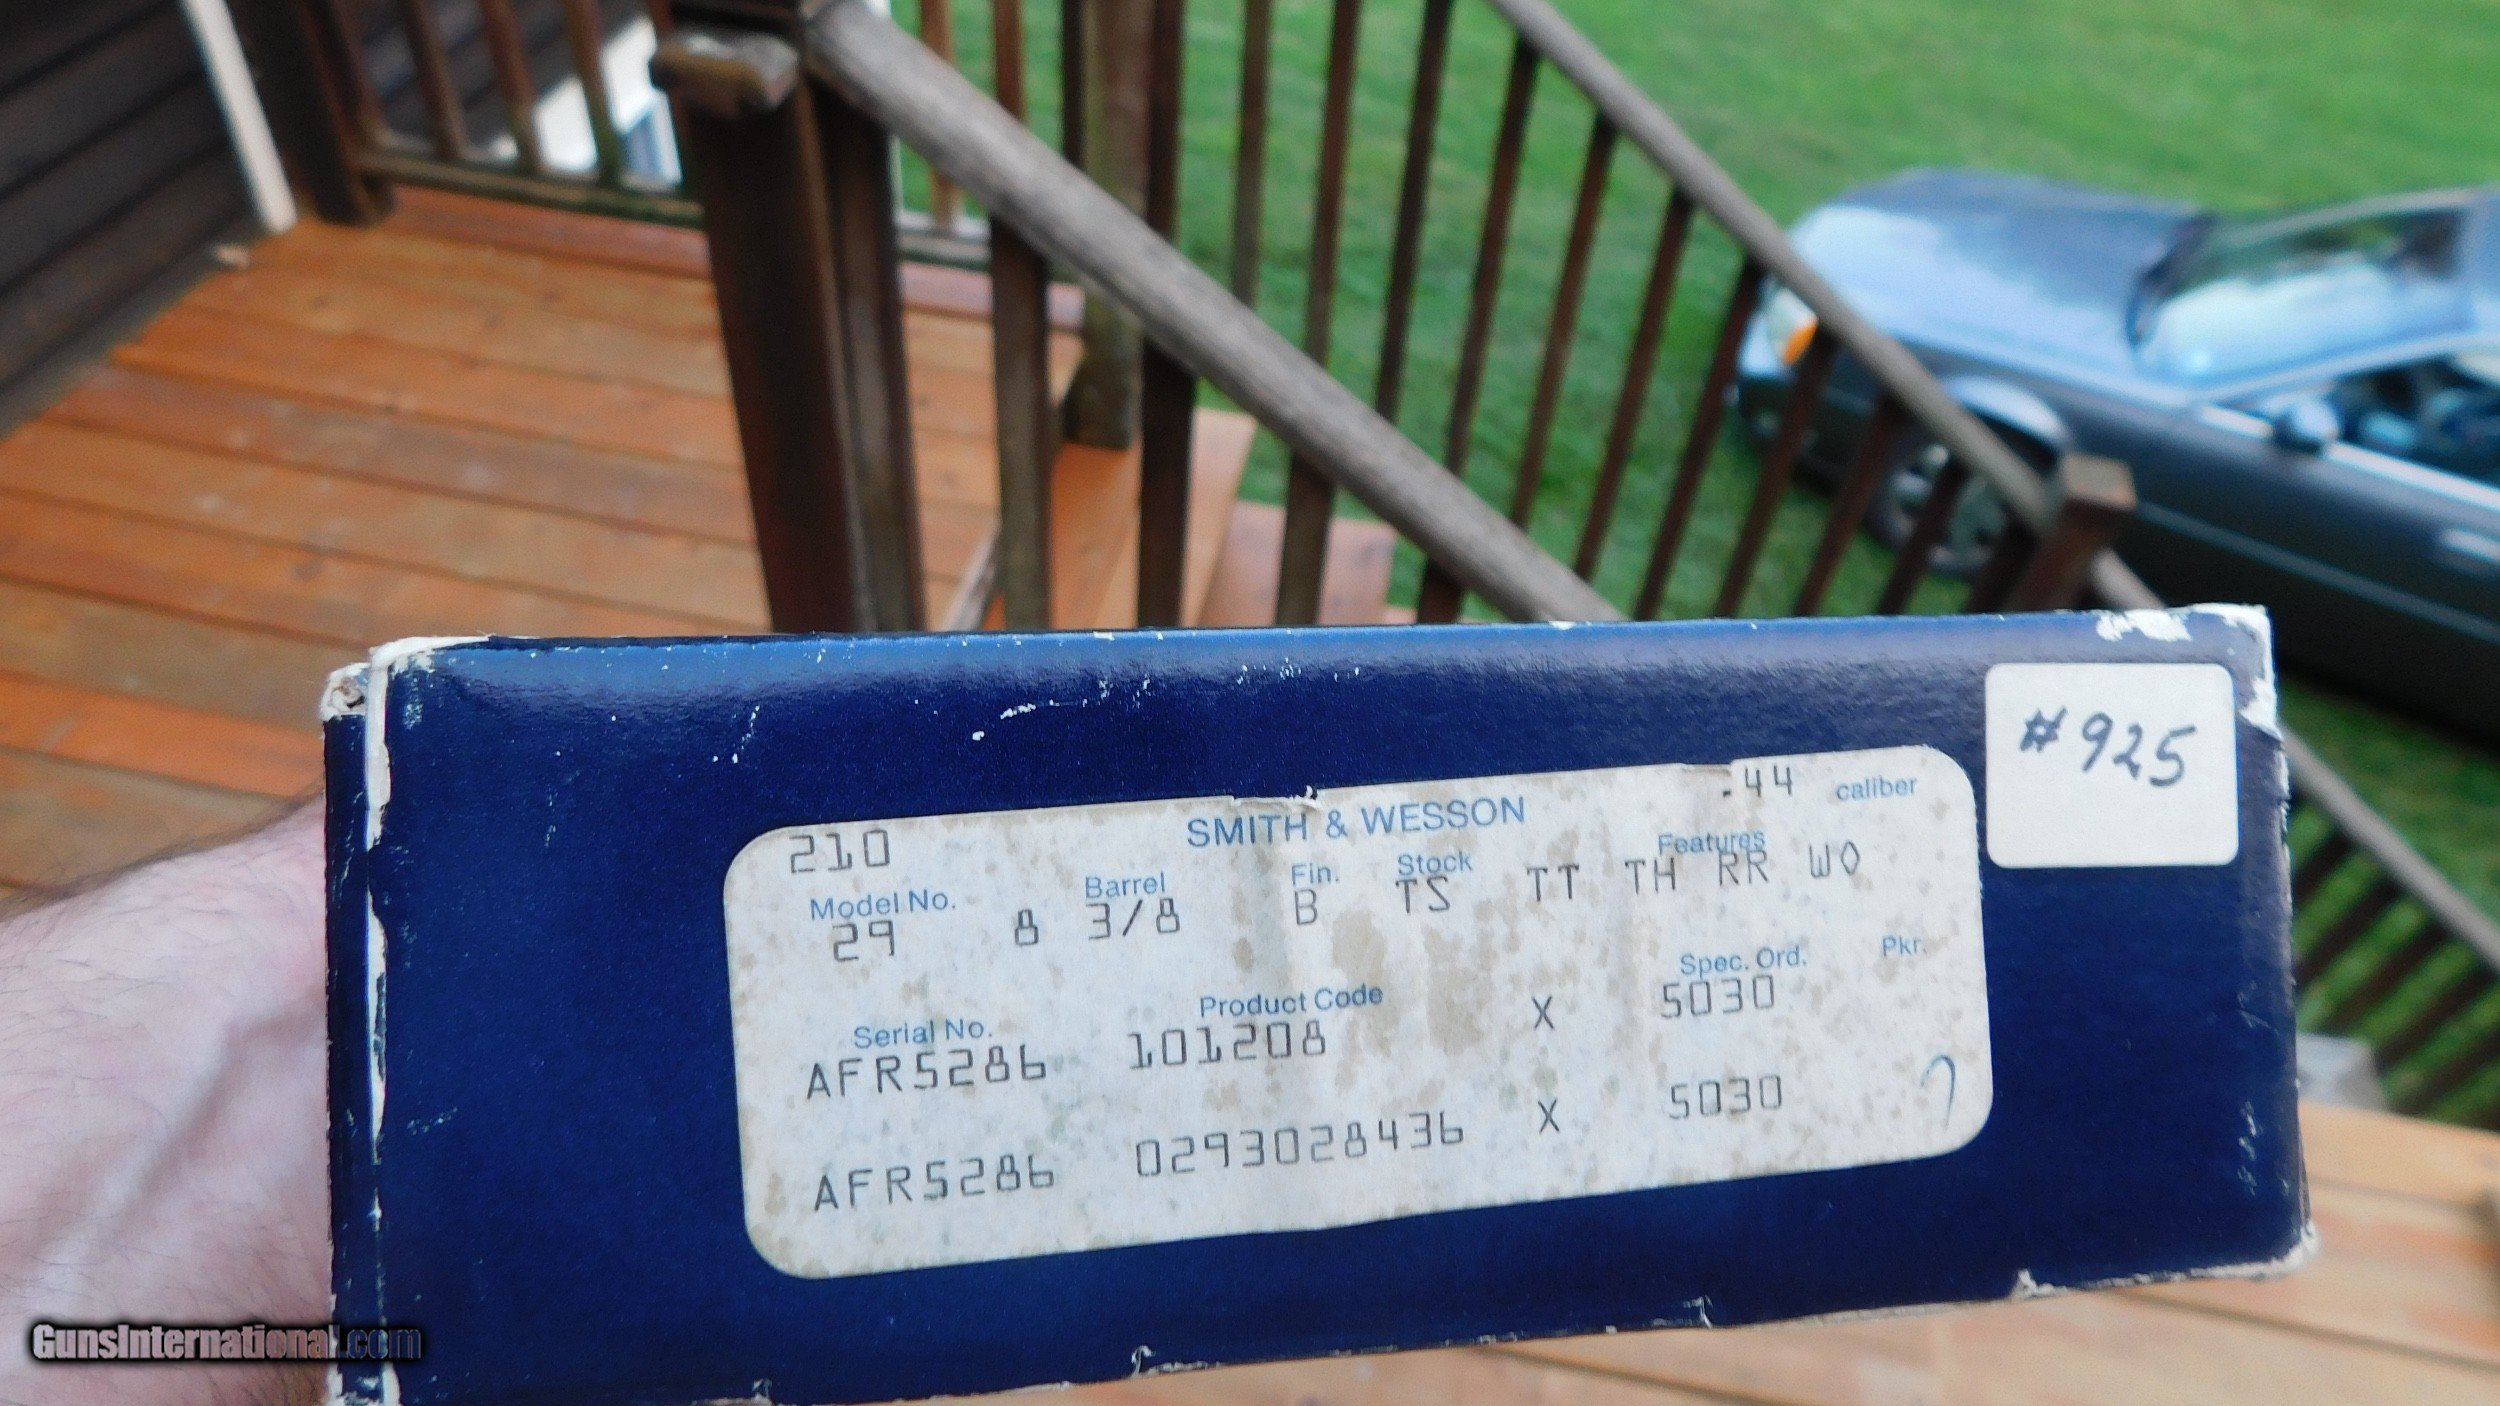 #925
.44 caliber
SMITH & WESSON
210
Features
Model No. Barrel Fin. Stock
29 8 3/8 B TS TT TH RR WO
Spec. Ord. Pkr.
Serial No. Product Code
AFR5286 101208 X 5030
AFR5286 0293028436 X 5030
GunsInternational.com